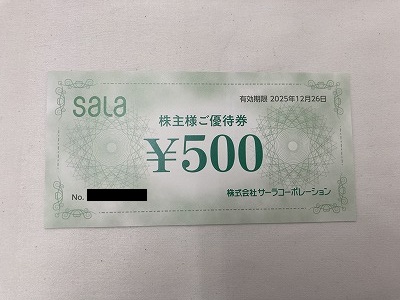 sala
有効期限 2025年12月26日
株主様ご優待券
¥500
No.
株式会社サーラコーポレーション